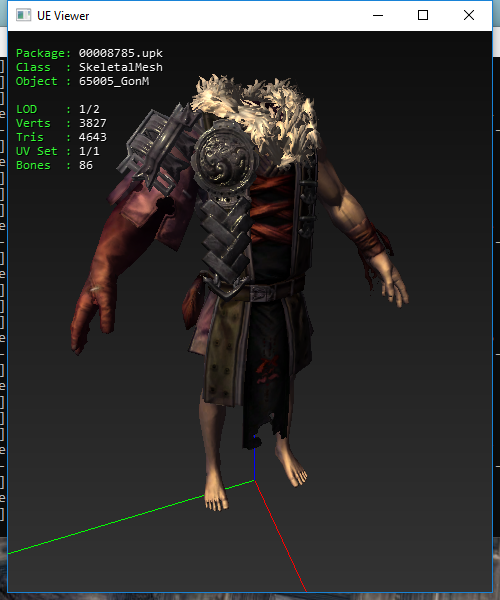 UE Viewer
Package: 00008785.upk
Class : SkeletalMesh
Object : 65005_GonM
LOD : 1/2
Verts : 3827
Tris : 4643
UV Set : 1/1
Bones : 86